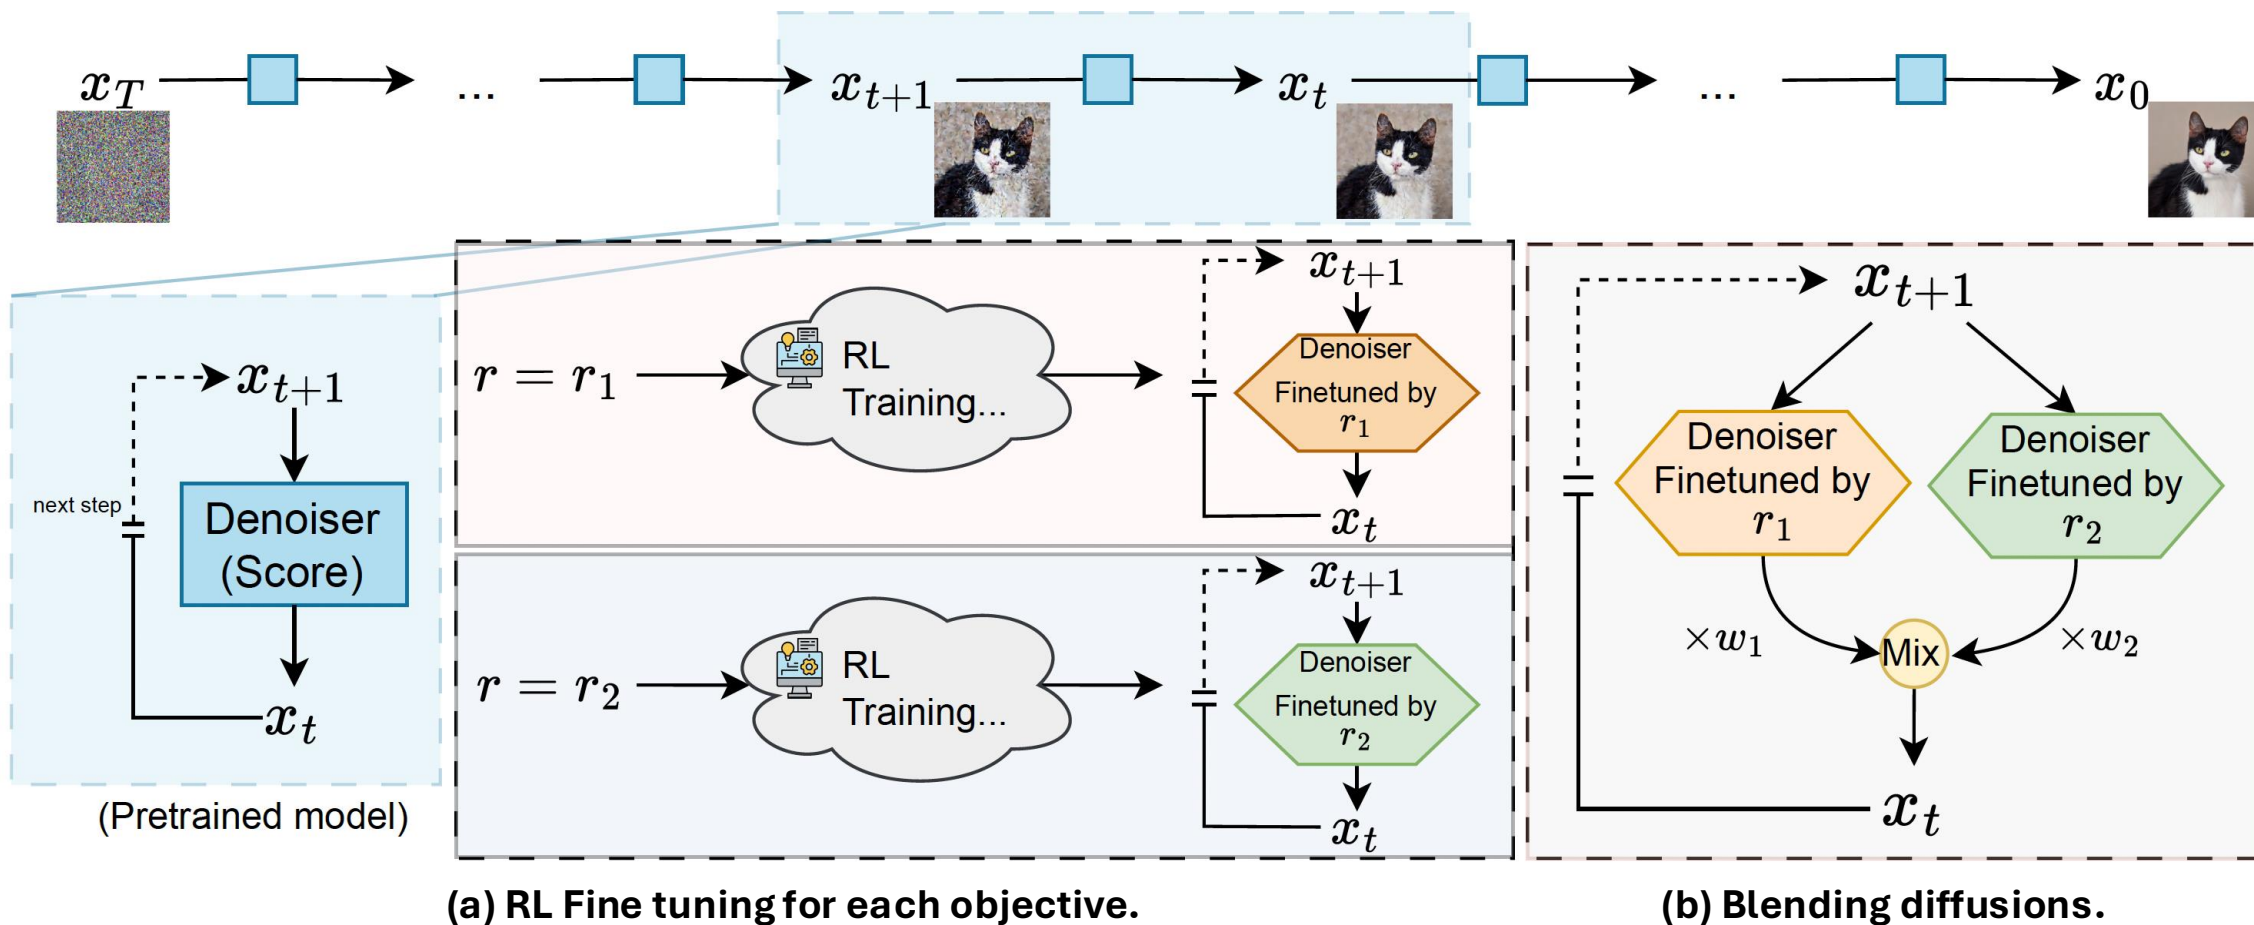 x_T ... x_{t+1} x_t ... x_0
x_{t+1}
next step
Denoiser
(Score)
x_t
(Pretrained model)
r = r_1
RL
Training...
x_{t+1}
Denoiser
Finetuned by
r_1
x_t
r = r_2
RL
Training...
x_{t+1}
Denoiser
Finetuned by
r_2
x_t
(a) RL Fine tuning for each objective.
x_{t+1}
Denoiser
Finetuned by
r_1
Denoiser
Finetuned by
r_2
×w_1
Mix
×w_2
x_t
(b) Blending diffusions.